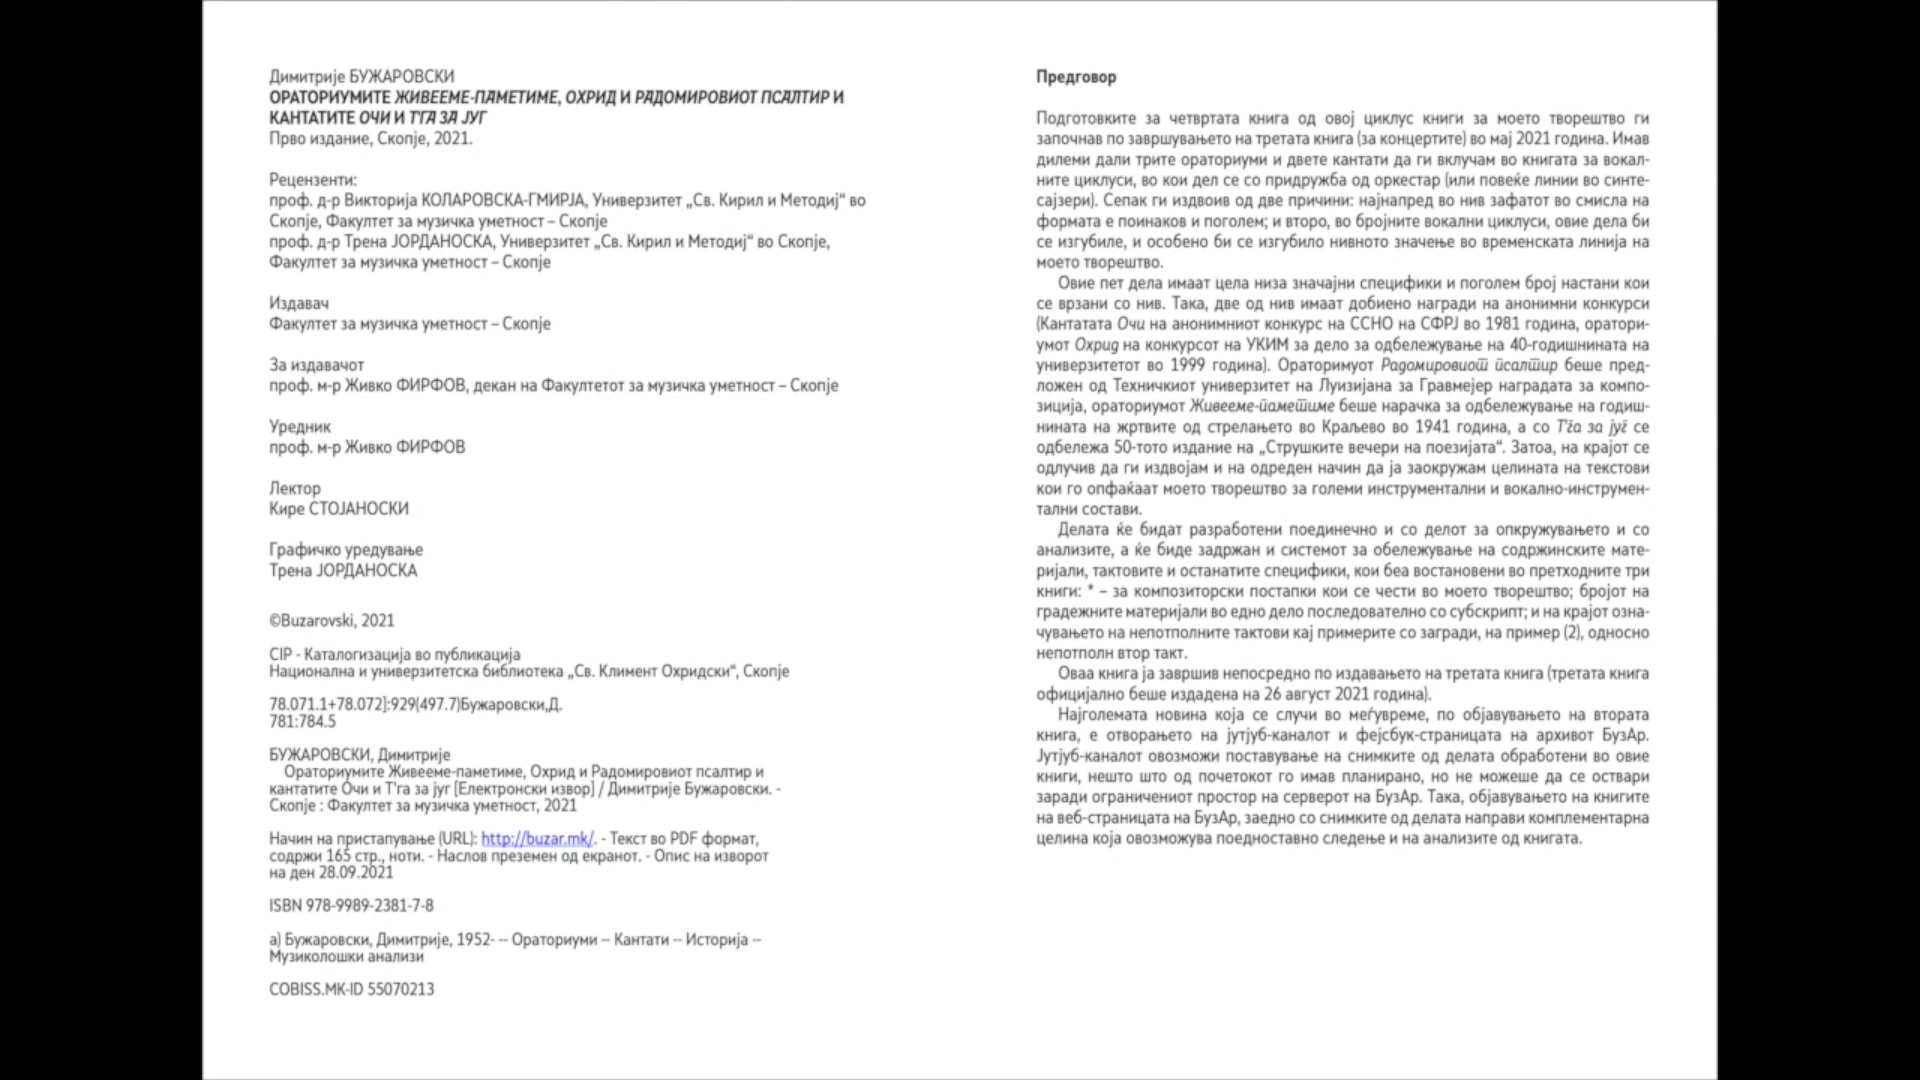 Димитрије БУЖАРОВСКИ
ОРАТОРИУМИТЕ ЖИВЕЕМЕ-ПАМЕТИМЕ, ОХРИД И РАДОМИРОВИОТ ПСАЛТИР И
КАНТАТИТЕ ОЧИ И Т'ГА ЗА ЈУГ
Прво издание, Скопје, 2021.
Рецензенти:
проф. д-р Викторија КОЛАРОВСКА-ГМИРЈА, Универзитет „Св. Кирил и Методиј“ во
Скопје, Факултет за музичка уметност – Скопје
проф. д-р Трена ЈОРДАНОСКА, Универзитет „Св. Кирил и Методиј“ во Скопје,
Факултет за музичка уметност – Скопје
Издавач
Факултет за музичка уметност – Скопје
За издавачот
проф. м-р Живко ФИРФОВ, декан на Факултетот за музичка уметност – Скопје
Уредник
проф. м-р Живко ФИРФОВ
Лектор
Кире СТОЈАНОСКИ
Графичко уредување
Трена ЈОРДАНОСКА
©Buzarovski, 2021
CIP - Каталогизација во публикација
Национална и универзитетска библиотека „Св. Климент Охридски“, Скопје
78.071.1+78.072]:929(497.7)Бужаровски,Д.
781:784.5
БУЖАРОВСКИ, Димитрије
Ораториумите Живееме-паметиме, Охрид и Радомировиот псалтир и
кантатите Очи и Т'га за југ [Електронски извор] / Димитрије Бужаровски. -
Скопје : Факултет за музичка уметност, 2021
Начин на пристапување (URL): http://buzar.mk/. - Текст во PDF формат,
содржи 165 стр., ноти. - Наслов преземен од екранот. - Опис на изворот
на ден 28.09.2021
ISBN 978-9989-2381-7-8
а) Бужаровски, Димитрије, 1952- -- Ораториуми -- Кантати -- Историја --
Музиколошки анализи
COBISS.MK-ID 55070213
Предговор
Подготовките за четвртата книга од овој циклус книги за моето творештво ги
започнав по завршувањето на третата книга (за концертите) во мај 2021 година. Имав
дилеми дали трите ораториуми и двете кантати да ги вклучам во книгата за вокал-
ните циклуси, во кои дел се со придружба од оркестар (или повеќе линии во синте-
сајзери). Сепак ги издвоив од две причини: најнапред во нив зафатот во смисла на
формата е поинаков и поголем; и второ, во бројните вокални циклуси, овие дела би
се изгубиле, и особено би се изгубило нивното значење во временската линија на
моето творештво.
Овие пет дела имаат цела низа значајни специфики и поголем број настани кои
се врзани со нив. Така, две од нив имаат добиено награди на анонимни конкурси
(Кантатата Очи на анонимниот конкурс на ССНО на СФРЈ во 1981 година, оратори-
умот Охрид на конкурсот на УКИМ за дело за одбележување на 40-годишнината на
универзитетот во 1999 година). Ораторимуот Радомировиот псалтир беше пред-
ложен од Техничкиот универзитет на Луизијана за Гравмејер наградата за компо-
зиција, ораториумот Живееме-паметиме беше нарачка за одбележување на годиш-
нината на жртвите од стрелањето во Краљево во 1941 година, а со Т'га за југ се
одбележа 50-тото издание на „Струшките вечери на поезијата“. Затоа, на крајот се
одлучив да ги издвојам и на одреден начин да ја заокружам целината на текстови
кои го опфаќаат моето творештво за големи инструментални и вокално-инструмен-
тални состави.
Делата ќе бидат разработени поединечно и со делот за опкружувањето и со
анализите, а ќе биде задржан и системот за обележување на содржинските мате-
ријали, тактовите и останатите специфики, кои беа востановени во претходните три
книги: * – за композиторски постапки кои се чести во моето творештво; бројот на
градежните материјали во едно дело последователно со субскрипт; и на крајот озна-
чувањето на непотполните тактови кај примерите со загради, на пример (2), односно
непотполн втор такт.
Оваа книга ја завршив непосредно по издавањето на третата книга (третата книга
официјално беше издадена на 26 август 2021 година).
Најголемата новина која се случи во меѓувреме, по објавувањето на втората
книга, е отворањето на јутјуб-каналот и фејсбук-страницата на архивот БузАр.
Јутјуб-каналот овозможи поставување на снимките од делата обработени во овие
книги, нешто што од почетокот го имав планирано, но не можеше да се оствари
заради ограничениот простор на серверот на БузАр. Така, објавувањето на книгите
на веб-страницата на БузАр, заедно со снимките од делата направи комплементарна
целина која овозможува поедноставно следење и на анализите од книгата.